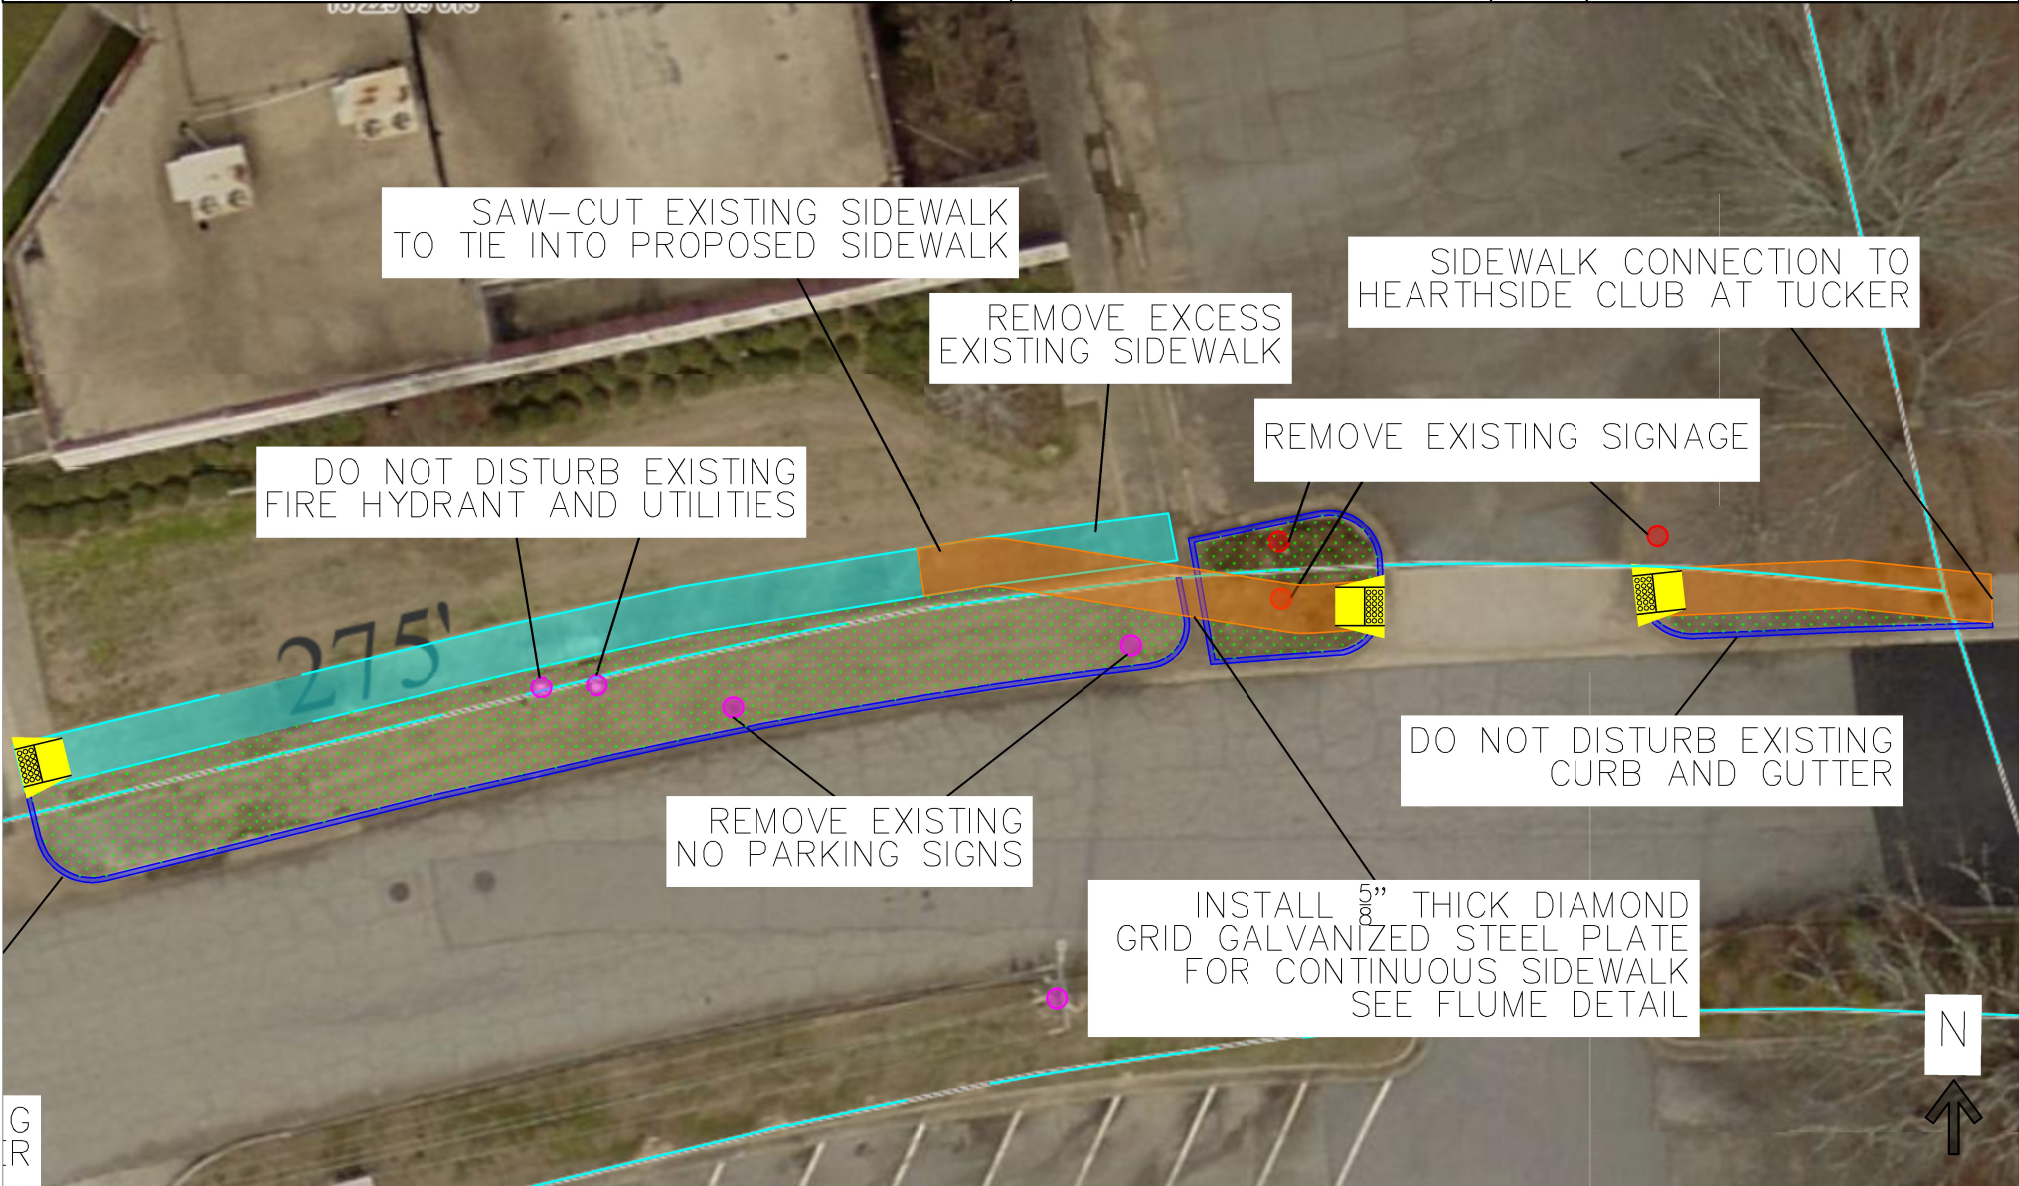 SAW-CUT EXISTING SIDEWALK
TO TIE INTO PROPOSED SIDEWALK
SIDEWALK CONNECTION TO
HEARTHSIDE CLUB AT TUCKER
REMOVE EXCESS
EXISTING SIDEWALK
REMOVE EXISTING SIGNAGE
DO NOT DISTURB EXISTING
FIRE HYDRANT AND UTILITIES
275'
DO NOT DISTURB EXISTING
CURB AND GUTTER
REMOVE EXISTING
NO PARKING SIGNS
INSTALL 5/8" THICK DIAMOND
GRID GALVANIZED STEEL PLATE
FOR CONTINUOUS SIDEWALK
SEE FLUME DETAIL
N
G
R